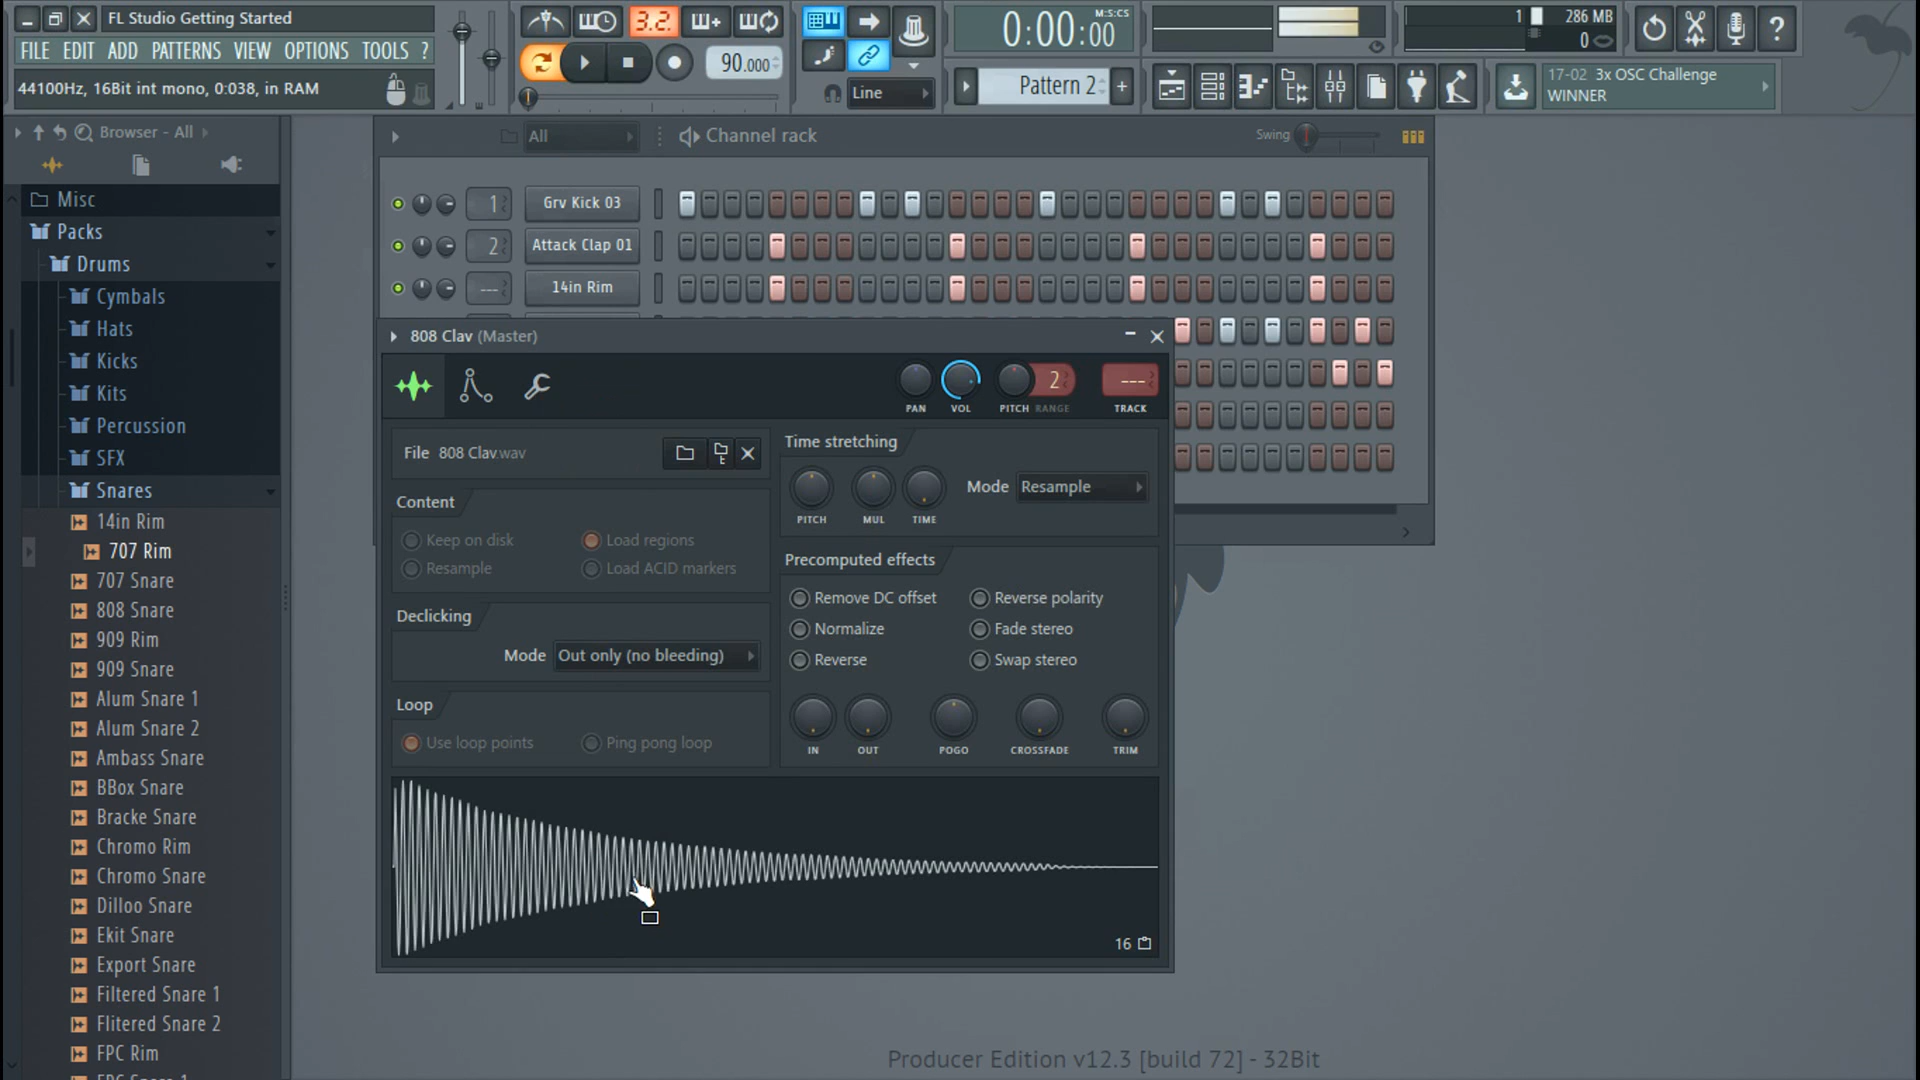 FL Studio Getting Started
FILE EDIT ADD PATTERNS VIEW OPTIONS TOOLS ?
44100Hz, 16Bit int mono, 0:038, in RAM
3.2.
90.000
Line
M:S:CS
0:00:00
Pattern 2
+
1
286 MB
0
?
17-02 3x OSC Challenge
WINNER
Browser - All
Misc
Packs
Drums
Cymbals
Hats
Kicks
Kits
Percussion
SFX
Snares
14in Rim
707 Rim
707 Snare
808 Snare
909 Rim
909 Snare
Alum Snare 1
Alum Snare 2
Ambass Snare
BBox Snare
Bracke Snare
Chromo Rim
Chromo Snare
Dilloo Snare
Ekit Snare
Export Snare
Filtered Snare 1
Flitered Snare 2
FPC Rim
FPC Snare 1
All
Channel rack
Swing
1 Grv Kick 03
2 Attack Clap 01
--- 14in Rim
808 Clav (Master)
PAN VOL PITCH RANGE TRACK
2
---
File 808 Clav.wav
Content
Keep on disk
Load regions
Resample
Load ACID markers
Declicking
Mode Out only (no bleeding)
Loop
Use loop points
Ping pong loop
Time stretching
PITCH MUL TIME
Mode Resample
Precomputed effects
Remove DC offset
Reverse polarity
Normalize
Fade stereo
Reverse
Swap stereo
IN OUT POGO CROSSFADE TRIM
16
Producer Edition v12.3 [build 72] - 32Bit